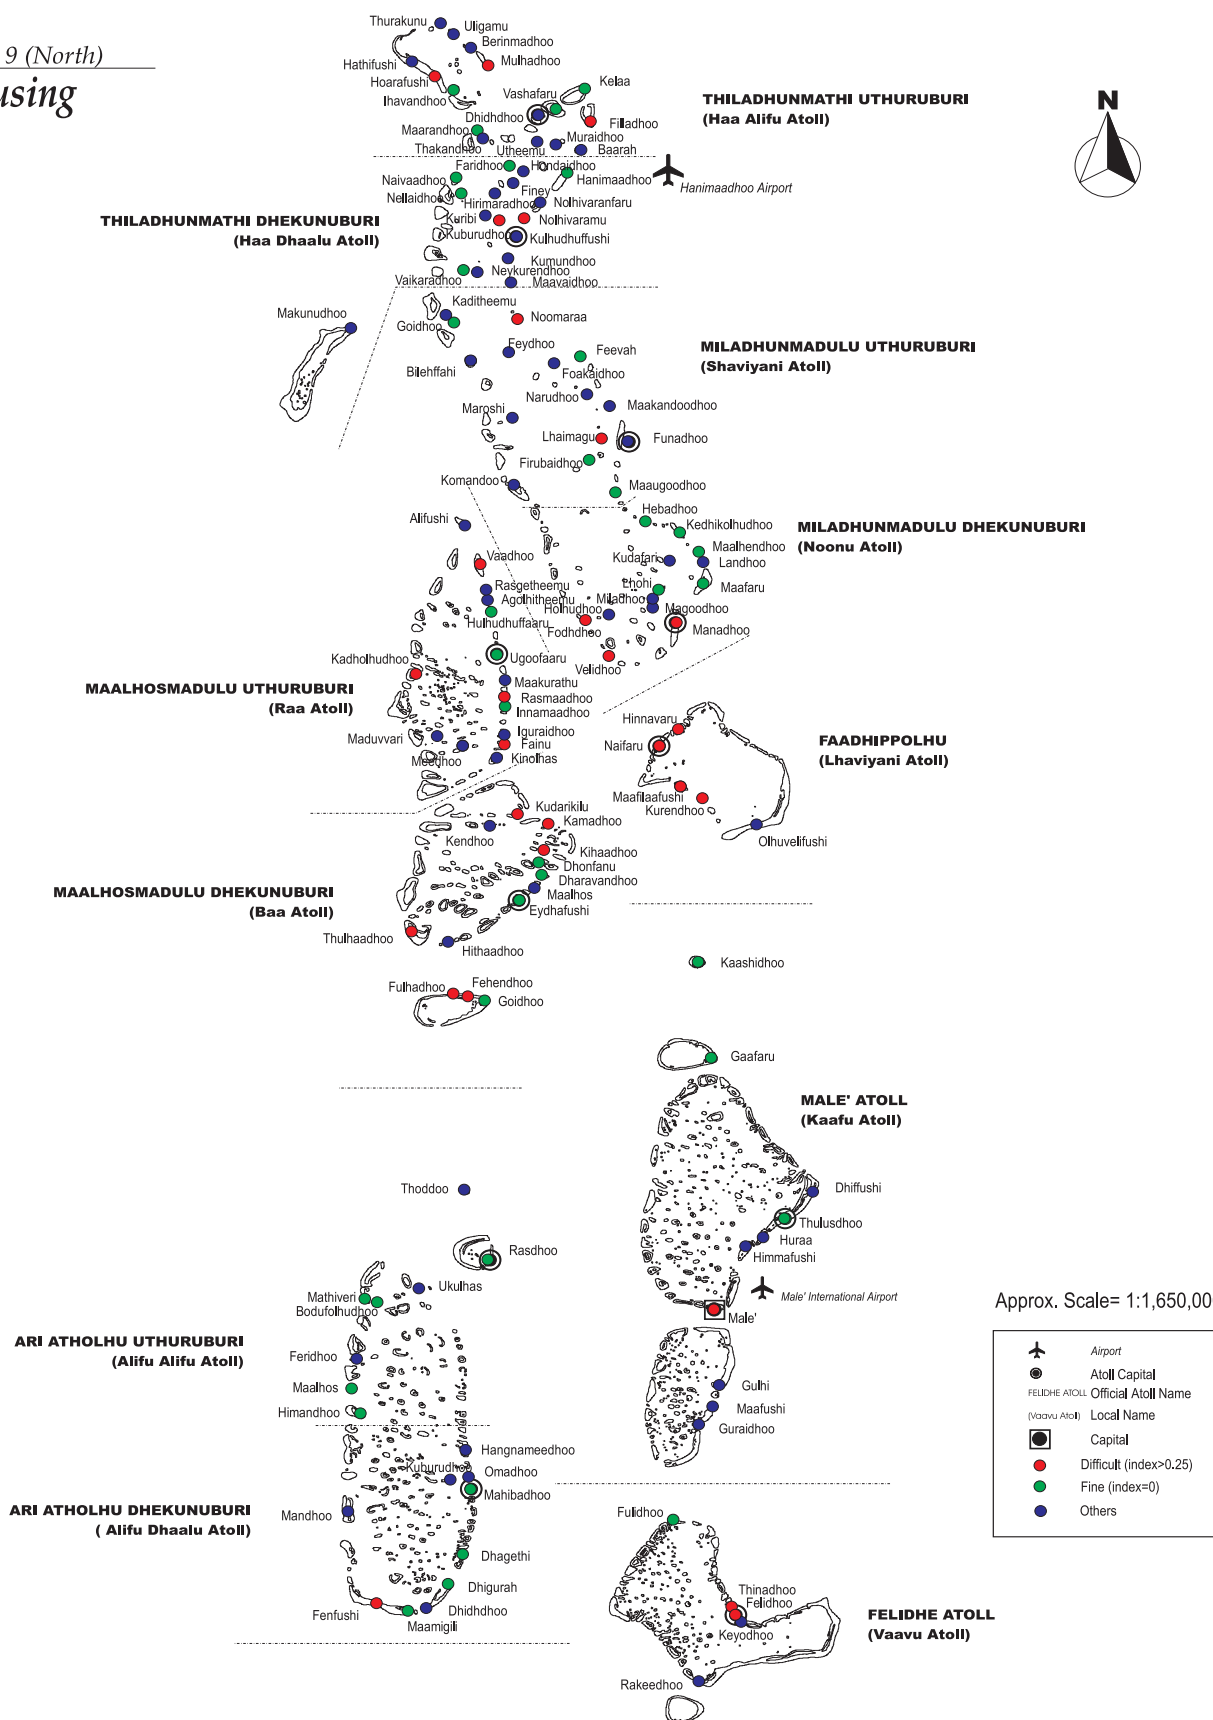 9 (North)
using
Thurakunu
Uligamu
Berinmadhoo
Mulhadhoo
Hathifushi
Hoarafushi
Ihavandhoo
Kelaa
Vashafaru
Dhidhdhoo
Filladhoo
Maarandhoo
Thakandhoo
Utheemu
Muraidhoo
Baarah
THILADHUNMATHI UTHURUBURI
(Haa Alifu Atoll)
N
Faridhoo
Hondaidhoo
Hanimaadhoo
Hanimaadhoo Airport
Naivaadhoo
Nellaidhoo
Finey
Hirimaradhoo
Nolhivaranfaru
Kuribi
Nolhivaramu
Kuburudhoo
Kulhudhuffushi
Kumundhoo
Neykurendhoo
Vaikaradhoo
Maavaidhoo
THILADHUNMATHI DHEKUNUBURI
(Haa Dhaalu Atoll)
Makunudhoo
Kaditheemu
Goidhoo
Noomaraa
Feydhoo
Feevah
Bilehffahi
Foakaidhoo
Narudhoo
Maakandoodhoo
Maroshi
Lhaimagu
Funadhoo
Firubaidhoo
Komandoo
Maaugoodhoo
MILADHUNMADULU UTHURUBURI
(Shaviyani Atoll)
Hebadhoo
Kedhikolhudhoo
Maalhendhoo
Kudafari
Landhoo
Lhohi
Maafaru
Miladhoo
Holhudhoo
Magoodhoo
Fodhdhoo
Manadhoo
Velidhoo
MILADHUNMADULU DHEKUNUBURI
(Noonu Atoll)
Alifushi
Vaadhoo
Rasgetheemu
Agolhitheemu
Hulhudhuffaaru
Ugoofaaru
Kadholhudhoo
Maakurathu
Rasmaadhoo
Innamaadhoo
Maduvvari
Iguraidhoo
Fainu
Meedhoo
Kinolhas
MAALHOSMADULU UTHURUBURI
(Raa Atoll)
Hinnavaru
Naifaru
Maafilaafushi
Kurendhoo
Olhuvelifushi
FAADHIPPOLHU
(Lhaviyani Atoll)
Kudarikilu
Kamadhoo
Kendhoo
Kihaadhoo
Dhonfanu
Dharavandhoo
Maalhos
Eydhafushi
Thulhaadhoo
Hithaadhoo
Fulhadhoo
Fehendhoo
Goidhoo
MAALHOSMADULU DHEKUNUBURI
(Baa Atoll)
Kaashidhoo
Gaafaru
MALE' ATOLL
(Kaafu Atoll)
Dhiffushi
Thulusdhoo
Huraa
Himmafushi
Male' International Airport
Male'
Gulhi
Maafushi
Guraidhoo
Thoddoo
Rasdhoo
Ukulhas
Mathiveri
Bodufolhudhoo
Feridhoo
Maalhos
Himandhoo
ARI ATHOLHU UTHURUBURI
(Alifu Alifu Atoll)
Hangnameedhoo
Kuburudhoo
Omadhoo
Mahibadhoo
Mandhoo
Dhagethi
Dhigurah
Fenfushi
Dhidhdhoo
Maamigili
ARI ATHOLHU DHEKUNUBURI
( Alifu Dhaalu Atoll)
Fulidhoo
Thinadhoo
Felidhoo
Keyodhoo
Rakeedhoo
FELIDHE ATOLL
(Vaavu Atoll)
Approx. Scale= 1:1,650,00
Airport
Atoll Capital
FELIDHE ATOLL Official Atoll Name
(Vaavu Atoll) Local Name
Capital
Difficult (index>0.25)
Fine (index=0)
Others